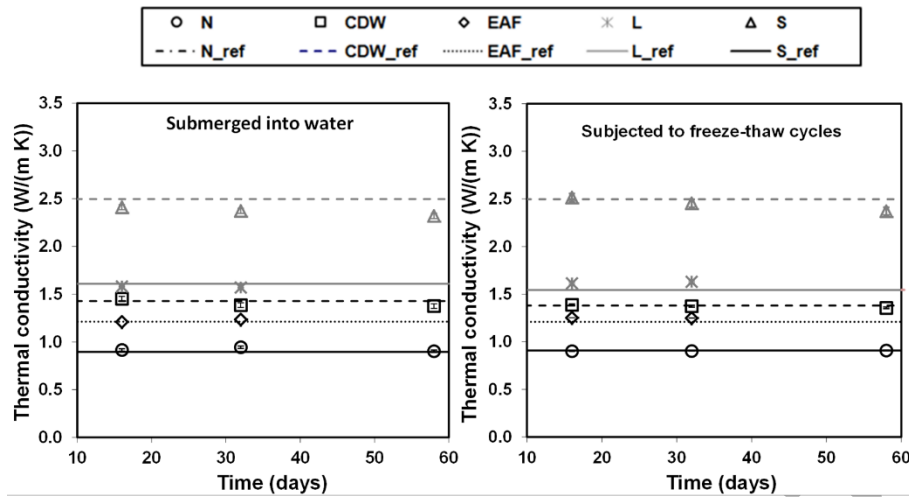 N CDW EAF L S
N_ref CDW_ref EAF_ref L_ref S_ref
Thermal conductivity (W/(m K))
3.5
3.0
2.5
2.0
1.5
1.0
0.5
0.0
Submerged into water
10 20 30 40 50 60
Time (days)
Thermal conductivity (W/(m K))
3.5
3.0
2.5
2.0
1.5
1.0
0.5
0.0
Subjected to freeze-thaw cycles
10 20 30 40 50 60
Time (days)